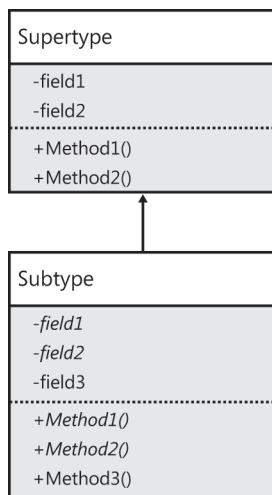 Supertype
-field1
-field2
+Method1()
+Method2()
Subtype
-field1
-field2
-field3
+Method1()
+Method2()
+Method3()